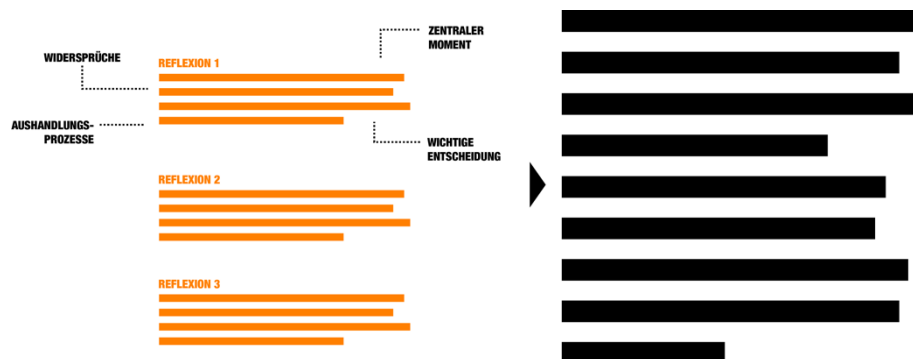 ZENTRALER
MOMENT
WIDERSPRÜCHE
REFLEXION 1
AUSHANDLUNGS-
PROZESSE
WICHTIGE
ENTSCHEIDUNG
REFLEXION 2
REFLEXION 3